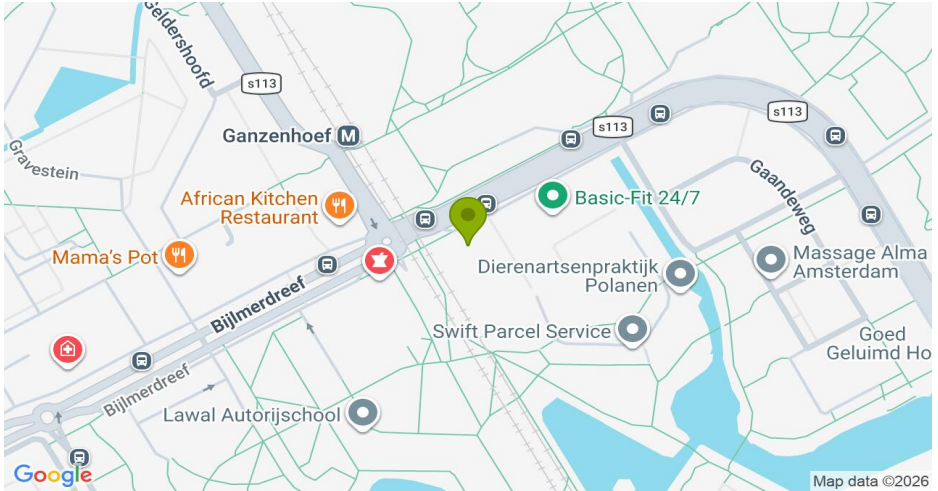 Geldershoofd
s113
Ganzenhoef
M
s113
s113
Gravestein
African Kitchen
Restaurant
Basic-Fit 24/7
Gaandeweg
Mama's Pot
Dierenartsenpraktijk
Polanen
Massage Alma
Amsterdam
Bijlmerdreef
Swift Parcel Service
Goed
Geluimd Ho
Bijlmerdreef
Lawal Autorijschool
Google
Map data ©2026